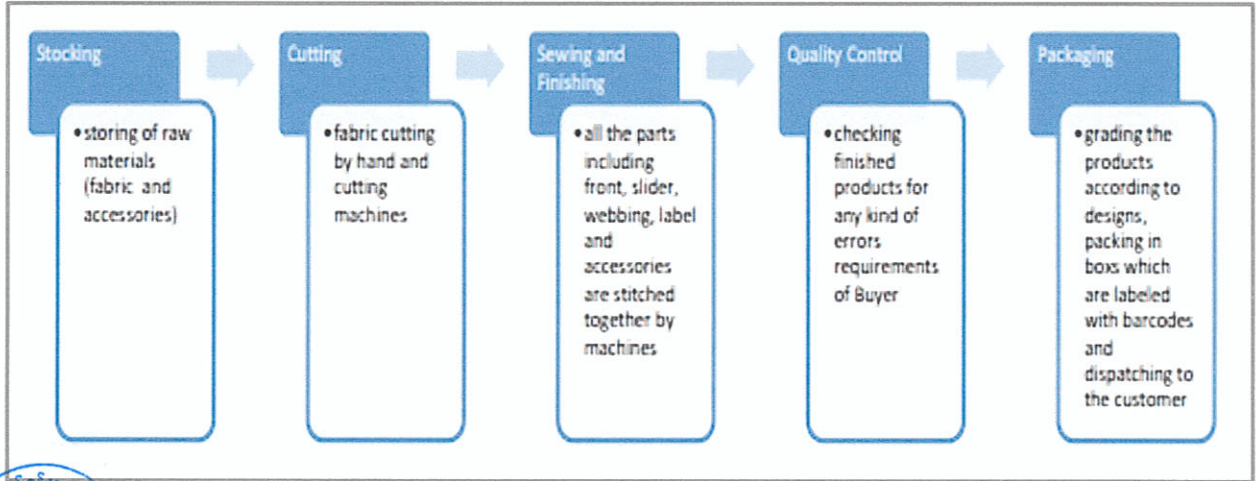 Stocking
•storing of raw
materials
(fabric and
accessories)
Cutting
•fabric cutting
by hand and
cutting
machines
Sewing and
Finishing
•all the parts
including
front, slider,
webbing, label
and
accessories
are stitched
together by
machines
Quality Control
•checking
finished
products for
any kind of
errors
requirements
of Buyer
Packaging
•grading the
products
according to
designs,
packing in
boxs which
are labeled
with barcodes
and
dispatching to
the customer